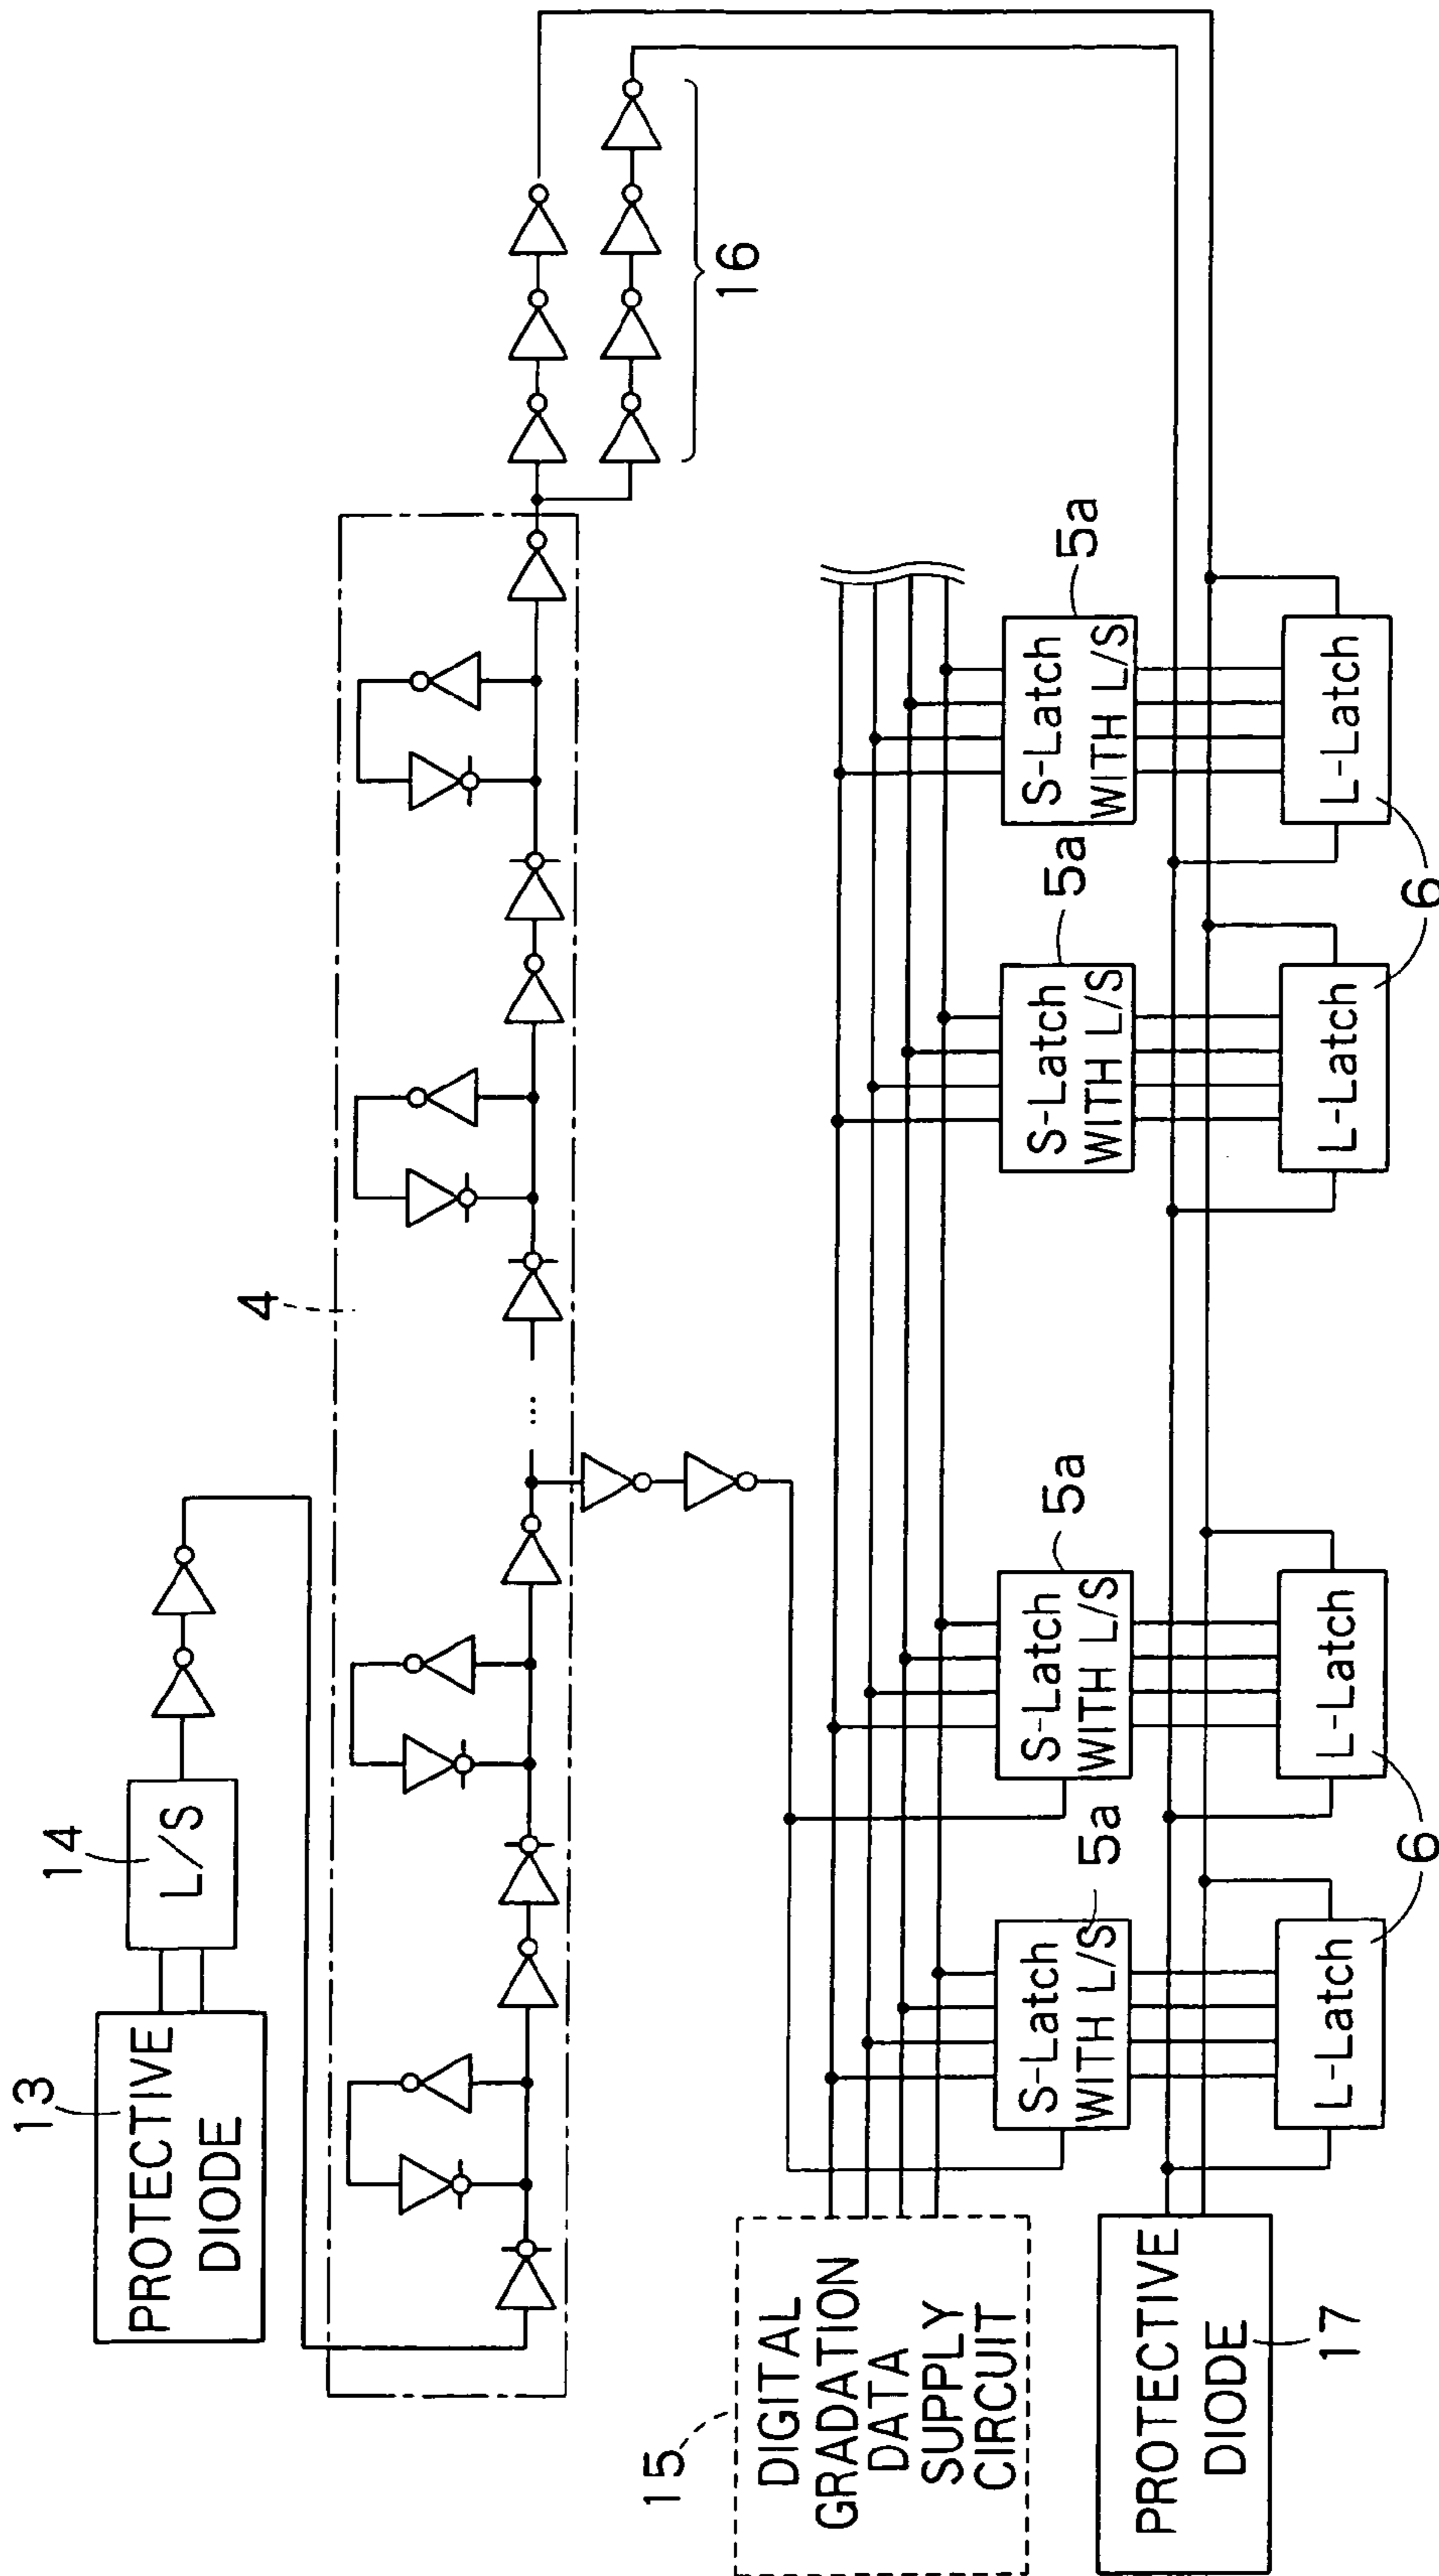 13
PROTECTIVE
DIODE
14
L/S
4
...
16
15
DIGITAL
GRADATION
DATA
SUPPLY
CIRCUIT
S-Latch
WITH L/S
5a
S-Latch
WITH L/S
5a
S-Latch
WITH L/S
5a
S-Latch
WITH L/S
5a
PROTECTIVE
DIODE
17
L-Latch
L-Latch
6
L-Latch
L-Latch
6